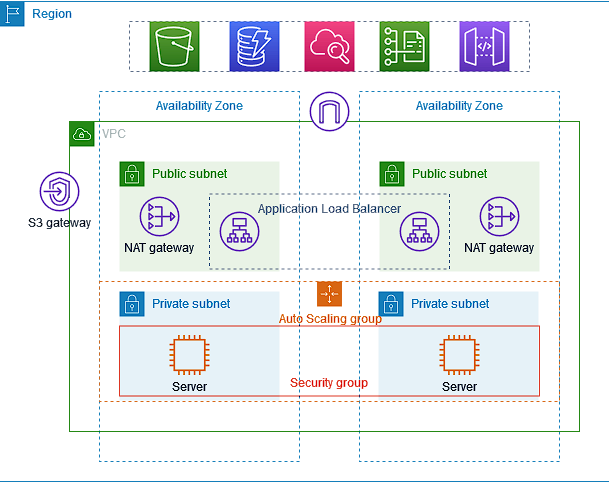 Region
Availability Zone
Availability Zone
VPC
Public subnet
Public subnet
Application Load Balancer
S3 gateway
NAT gateway
NAT gateway
Private subnet
Private subnet
Auto Scaling group
Server
Security group
Server